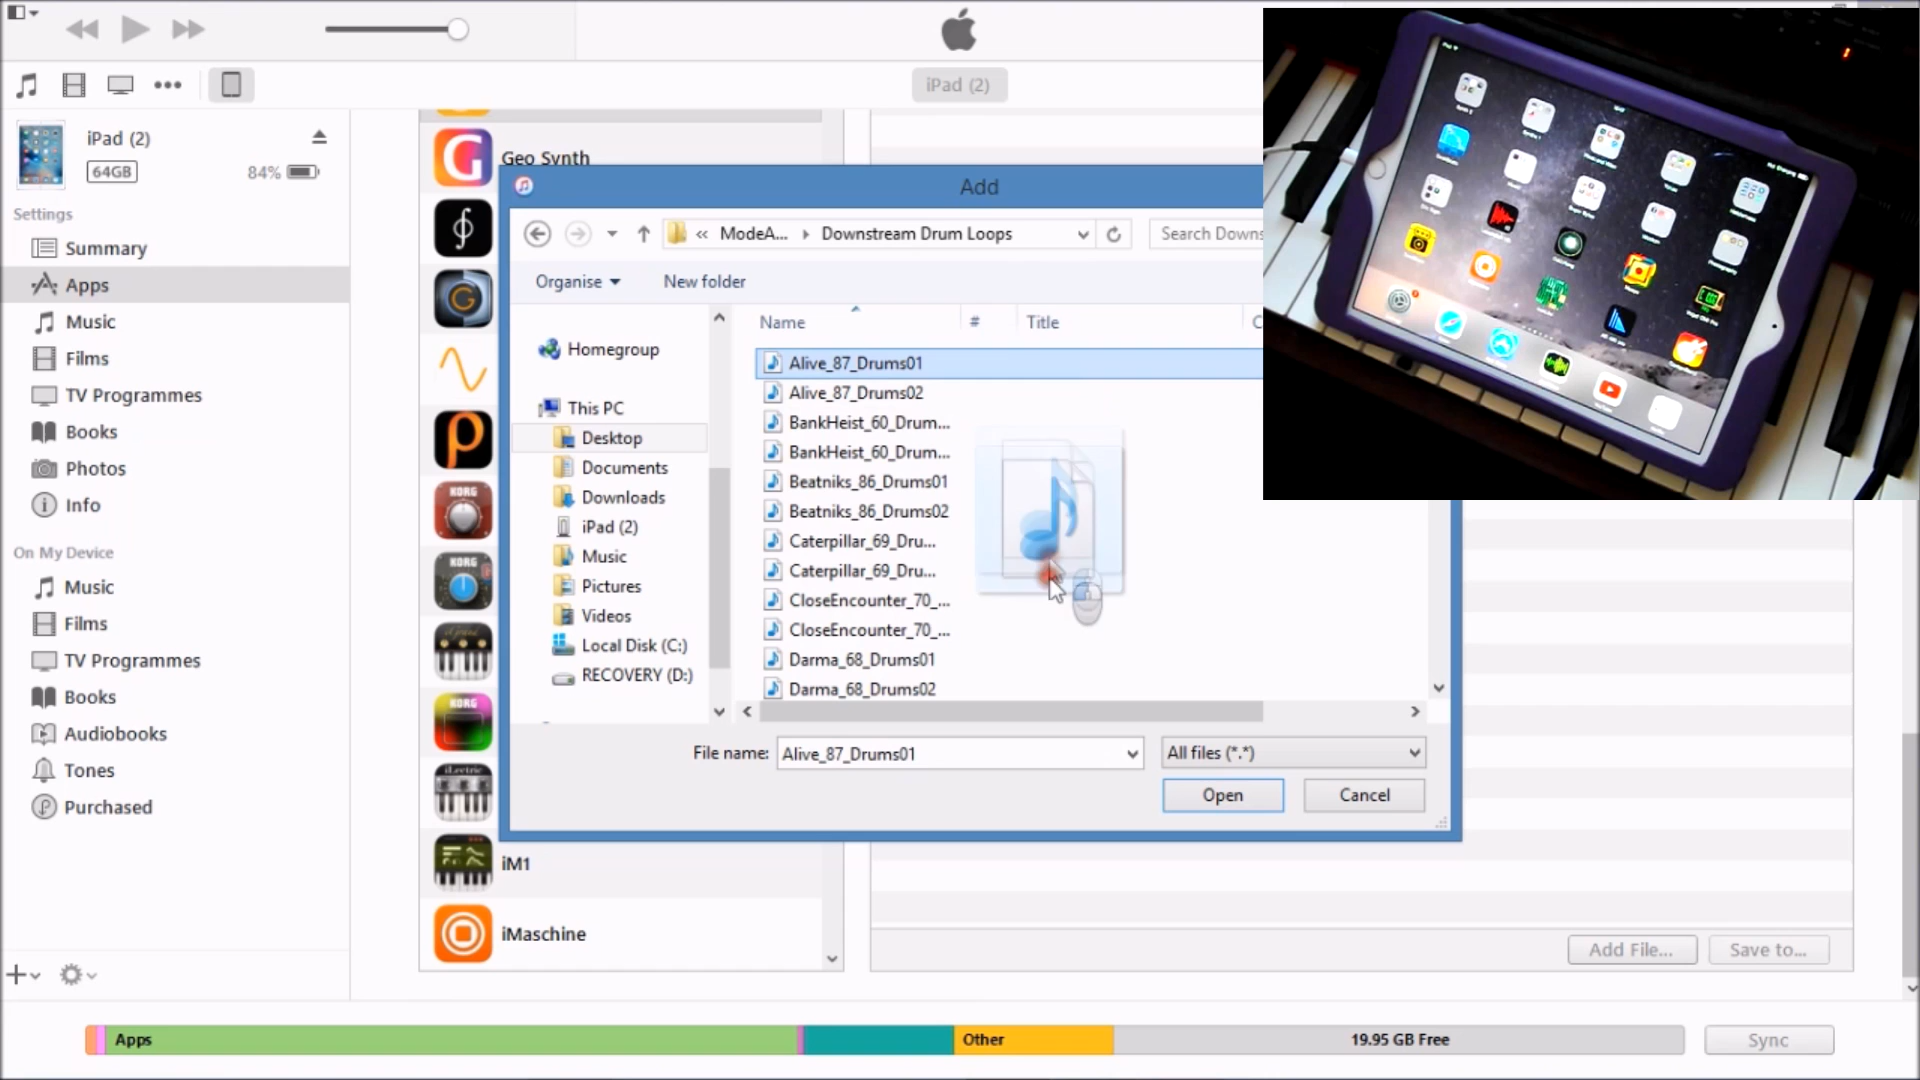 iPad (2)
iPad (2)
64GB
84%
Settings
Summary
Apps
Music
Films
TV Programmes
Books
Photos
Info
On My Device
Music
Films
TV Programmes
Books
Audiobooks
Tones
Purchased
Geo Synth
KORG
KORG
KORG
iLectric
iM1
iMaschine
Add
« ModeA... Downstream Drum Loops
Search Downs
Organise
New folder
Homegroup
This PC
Desktop
Documents
Downloads
iPad (2)
Music
Pictures
Videos
Local Disk (C:)
RECOVERY (D:)
Name # Title
Alive_87_Drums01
Alive_87_Drums02
BankHeist_60_Drum...
BankHeist_60_Drum...
Beatniks_86_Drums01
Beatniks_86_Drums02
Caterpillar_69_Dru...
Caterpillar_69_Dru...
CloseEncounter_70_...
CloseEncounter_70_...
Darma_68_Drums01
Darma_68_Drums02
File name: Alive_87_Drums01
All files (*.*)
Open Cancel
Add File... Save to...
Apps Other 19.95 GB Free Sync